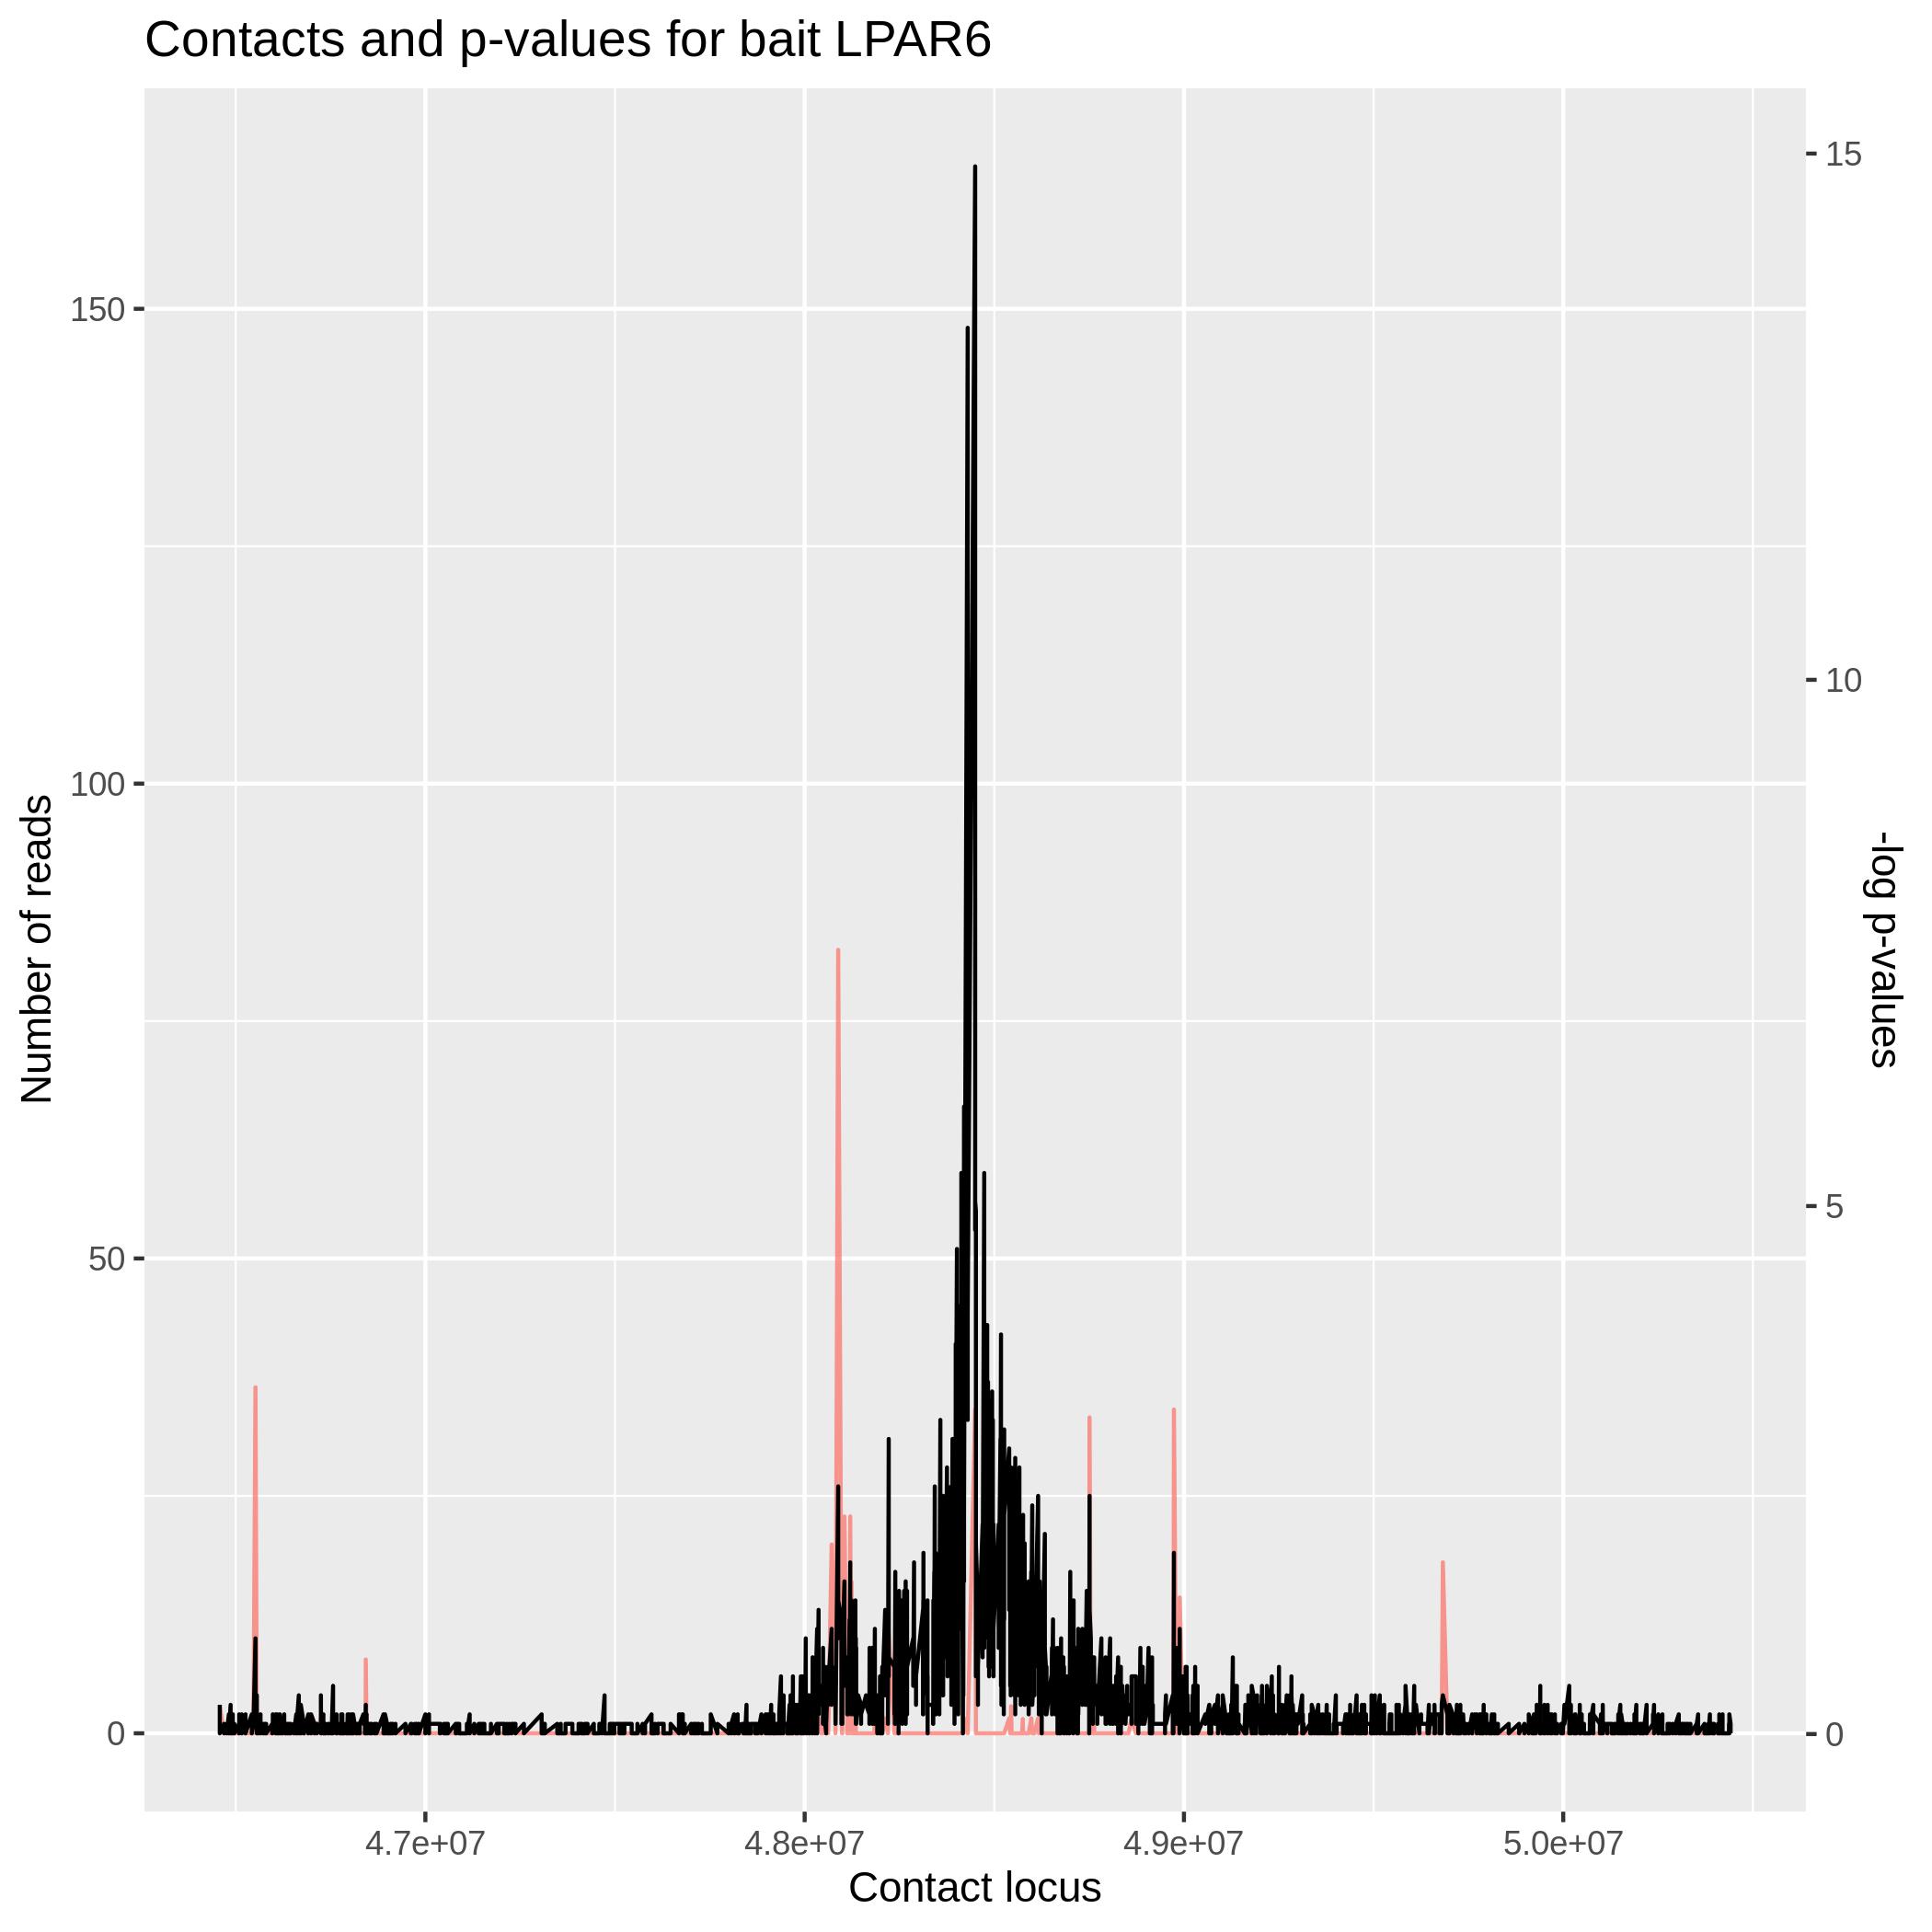 Contacts and p-values for bait LPAR6
150
100
50
0
Number of reads
15
10
5
0
-log p-values
4.7e+07
4.8e+07
4.9e+07
5.0e+07
Contact locus